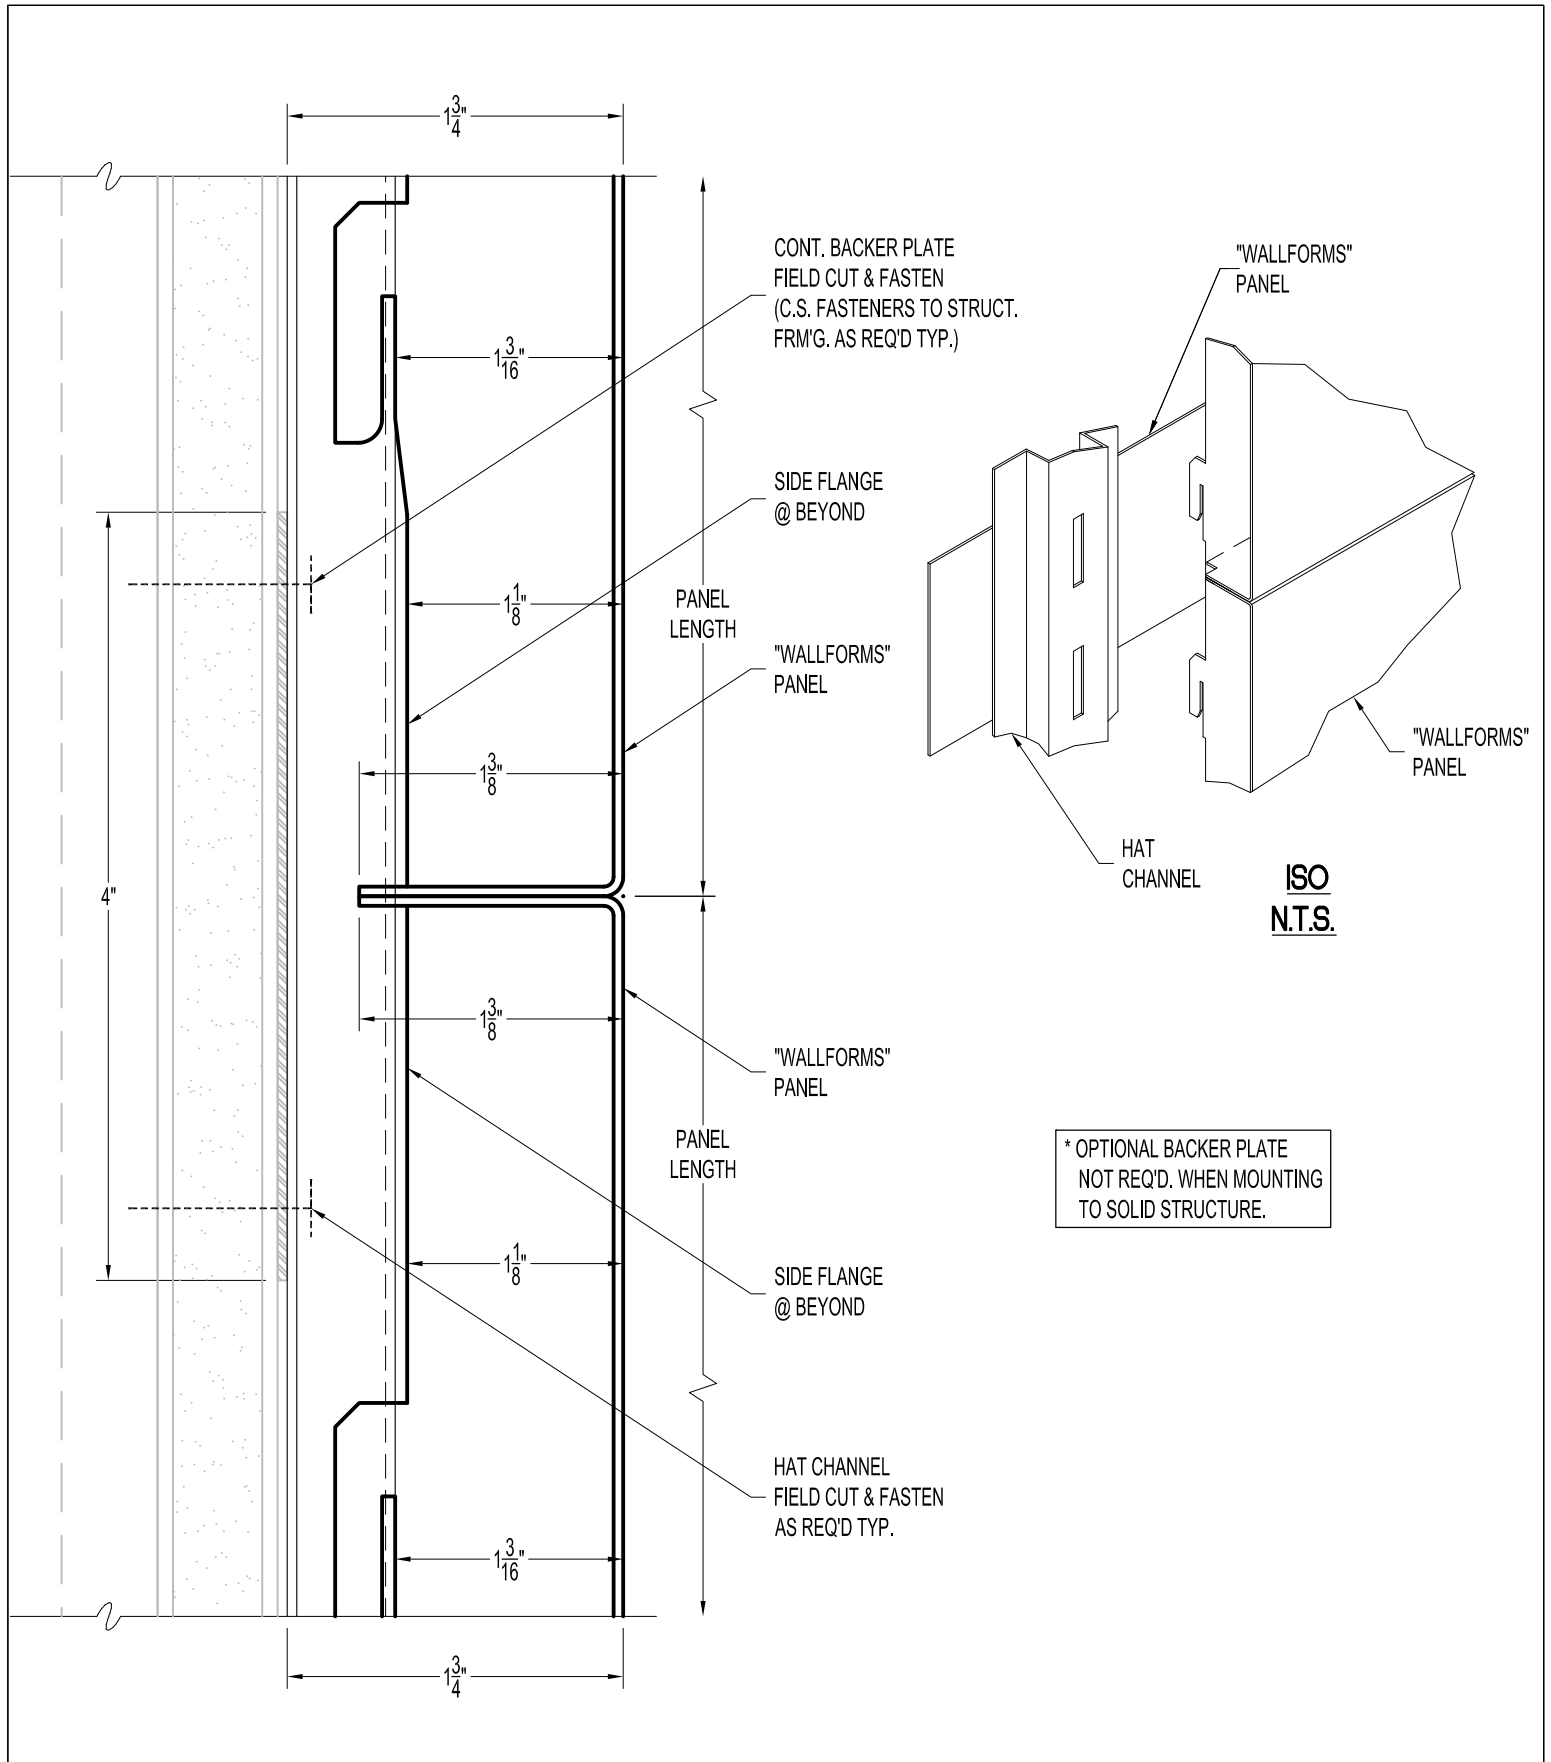 1 3/4"
CONT. BACKER PLATE
FIELD CUT & FASTEN
(C.S. FASTENERS TO STRUCT.
FRM'G. AS REQ'D TYP.)
"WALLFORMS"
PANEL
1 3/16"
SIDE FLANGE
@ BEYOND
1 1/8"
PANEL
LENGTH
"WALLFORMS"
PANEL
"WALLFORMS"
PANEL
1 3/8"
HAT
CHANNEL
ISO
N.T.S.
4"
1 3/8"
"WALLFORMS"
PANEL
PANEL
LENGTH
* OPTIONAL BACKER PLATE
NOT REQ'D. WHEN MOUNTING
TO SOLID STRUCTURE.
1 1/8"
SIDE FLANGE
@ BEYOND
HAT CHANNEL
FIELD CUT & FASTEN
AS REQ'D TYP.
1 3/16"
1 3/4"